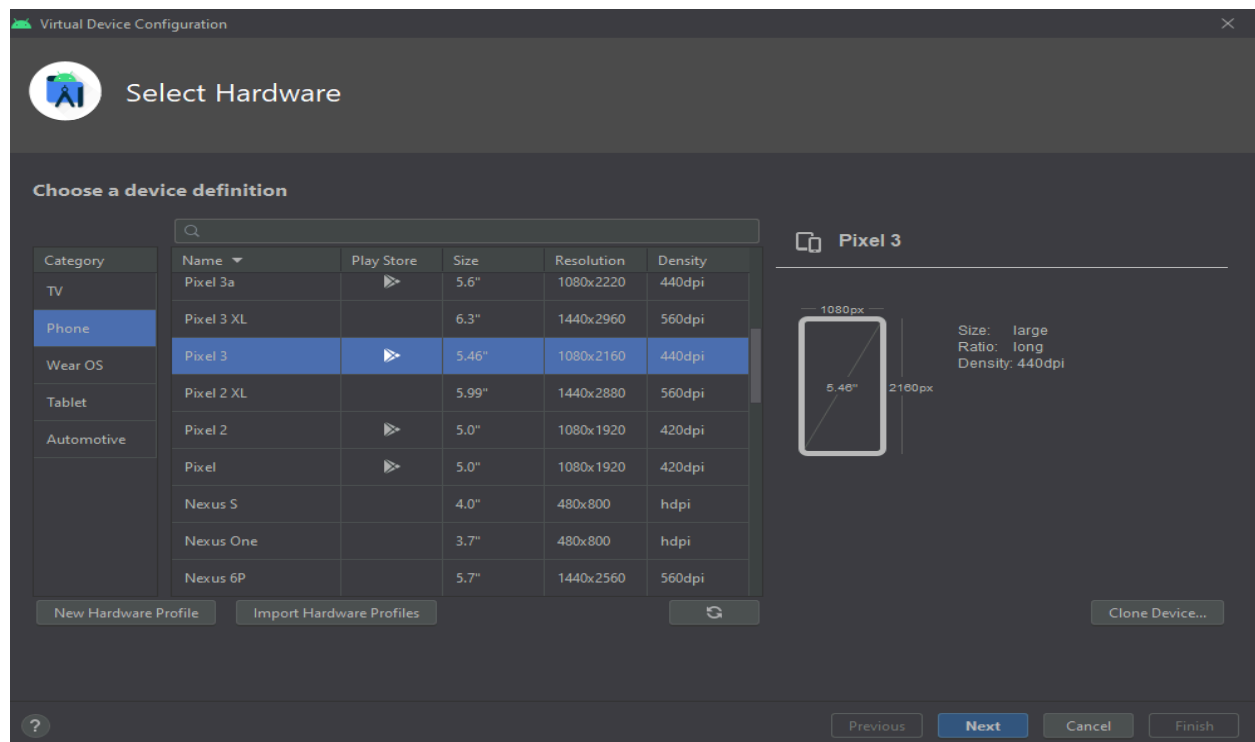 Virtual Device Configuration
Select Hardware
Choose a device definition
Category
TV
Phone
Wear OS
Tablet
Automotive
Name Play Store Size Resolution Density
Pixel 3a 5.6" 1080x2220 440dpi
Pixel 3 XL 6.3" 1440x2960 560dpi
Pixel 3 5.46" 1080x2160 440dpi
Pixel 2 XL 5.99" 1440x2880 560dpi
Pixel 2 5.0" 1080x1920 420dpi
Pixel 5.0" 1080x1920 420dpi
Nexus S 4.0" 480x800 hdpi
Nexus One 3.7" 480x800 hdpi
Nexus 6P 5.7" 1440x2560 560dpi
New Hardware Profile Import Hardware Profiles
Pixel 3
1080px
5.46" 2160px
Size: large
Ratio: long
Density: 440dpi
Clone Device...
? Previous Next Cancel Finish